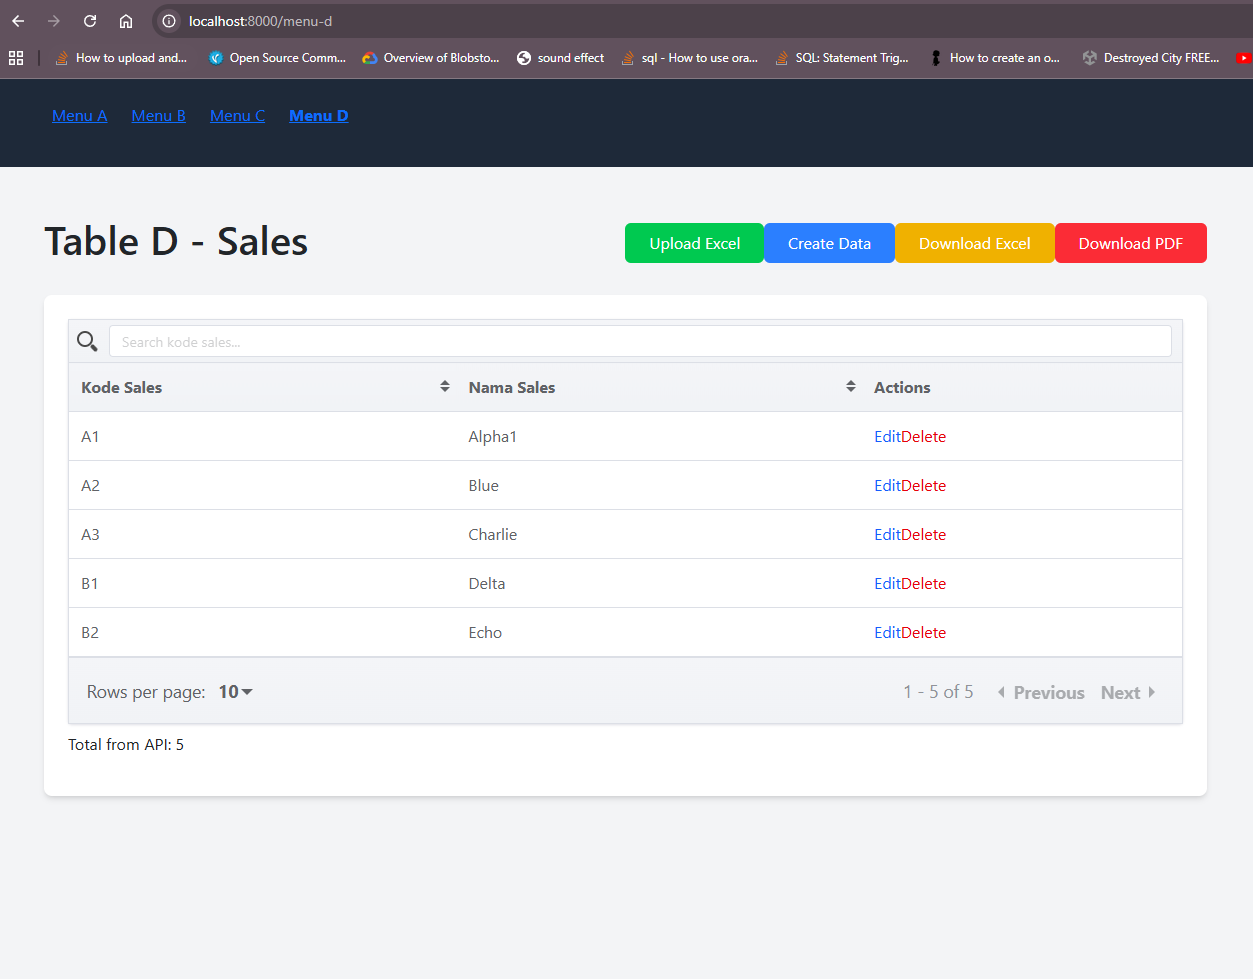 localhost:8000/menu-d
How to upload and... Open Source Comm... Overview of Blobsto... sound effect sql - How to use ora... SQL: Statement Trig... How to create an o... Destroyed City FREE...
Menu A Menu B Menu C Menu D
Table D - Sales
Upload Excel Create Data Download Excel Download PDF
Search kode sales...
Kode Sales Nama Sales Actions
A1 Alpha1 EditDelete
A2 Blue EditDelete
A3 Charlie EditDelete
B1 Delta EditDelete
B2 Echo EditDelete
Rows per page: 10 1 - 5 of 5 Previous Next
Total from API: 5